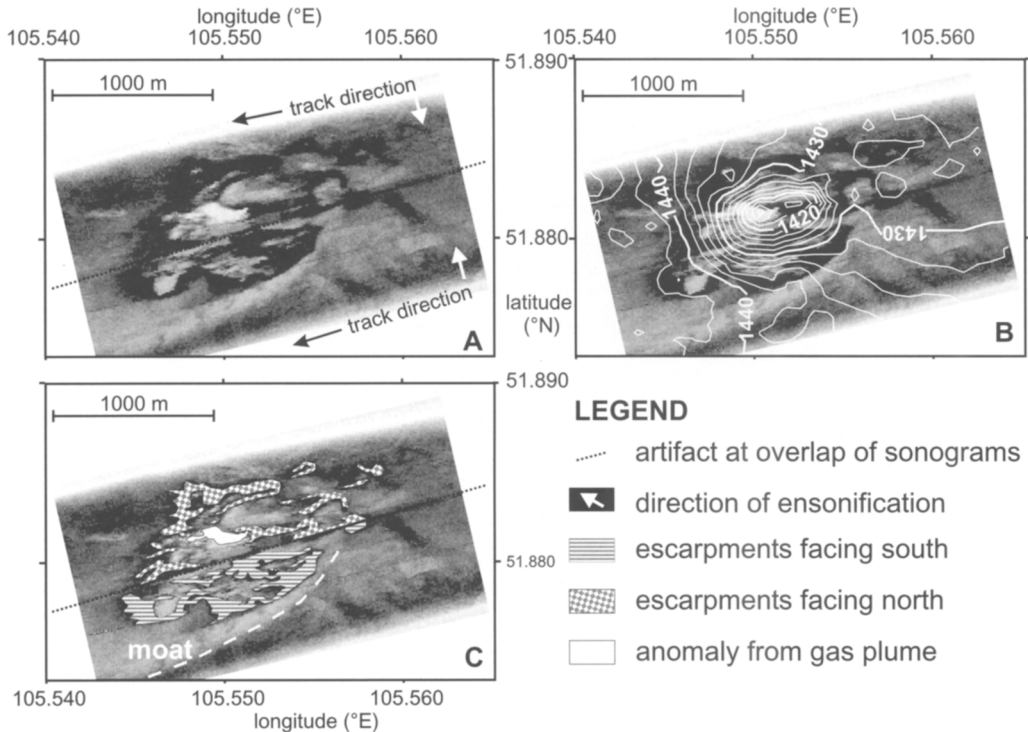 longitude (°E)
105.540 105.550 105.560
1000 m
track direction
track direction
A
51.890
51.880
latitude
(°N)
longitude (°E)
105.540 105.550 105.560
1000 m
1430
1440
1420
1430
1440
B
1000 m
moat
C
51.890
51.880
105.540 105.550 105.560
longitude (°E)
LEGEND
artifact at overlap of sonograms
direction of ensonification
escarpments facing south
escarpments facing north
anomaly from gas plume